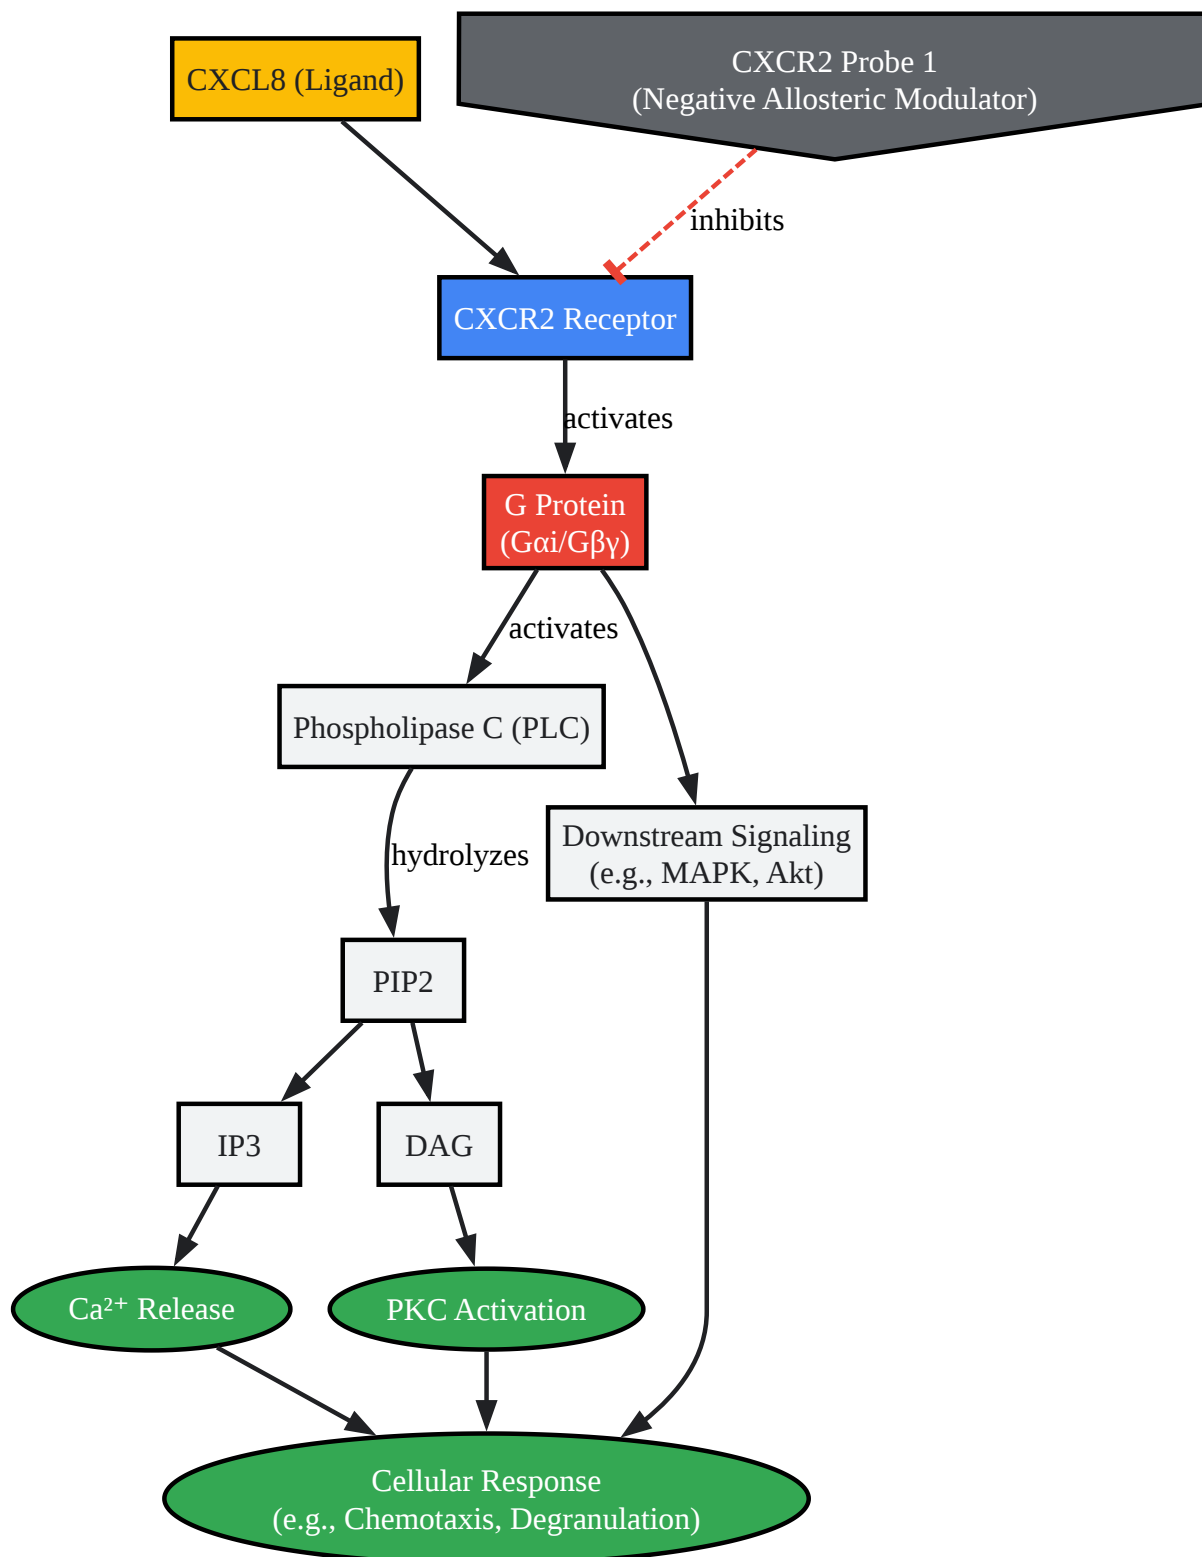 CXCL8 (Ligand)
CXCR2 Probe 1
(Negative Allosteric Modulator)
inhibits
CXCR2 Receptor
activates
G Protein
(Gαi/Gβγ)
activates
Phospholipase C (PLC)
Downstream Signaling
(e.g., MAPK, Akt)
hydrolyzes
PIP2
IP3
DAG
Ca²⁺ Release
PKC Activation
Cellular Response
(e.g., Chemotaxis, Degranulation)